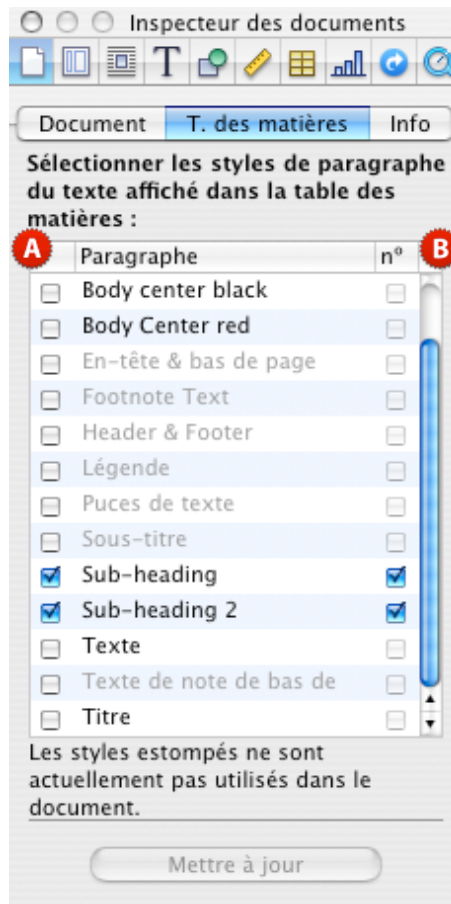 Inspecteur des documents
T
Document T. des matières Info
Sélectionner les styles de paragraphe
du texte affiché dans la table des
matières :
A Paragraphe nº B
Body center black
Body Center red
En-tête & bas de page
Footnote Text
Header & Footer
Légende
Puces de texte
Sous-titre
Sub-heading
Sub-heading 2
Texte
Texte de note de bas de
Titre
Les styles estompés ne sont
actuellement pas utilisés dans le
document.
Mettre à jour